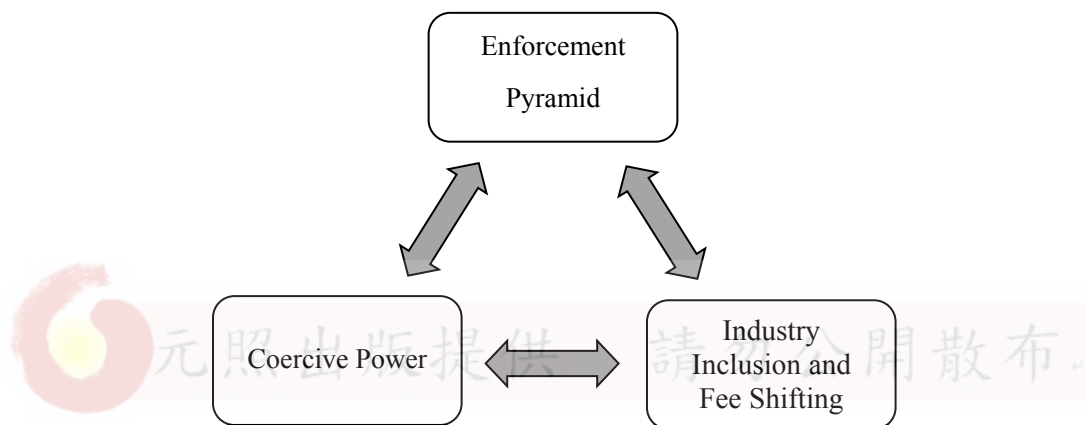 Enforcement
Pyramid
Coercive Power
Industry
Inclusion and
Fee Shifting
元照出版提供 請勿公開散布。